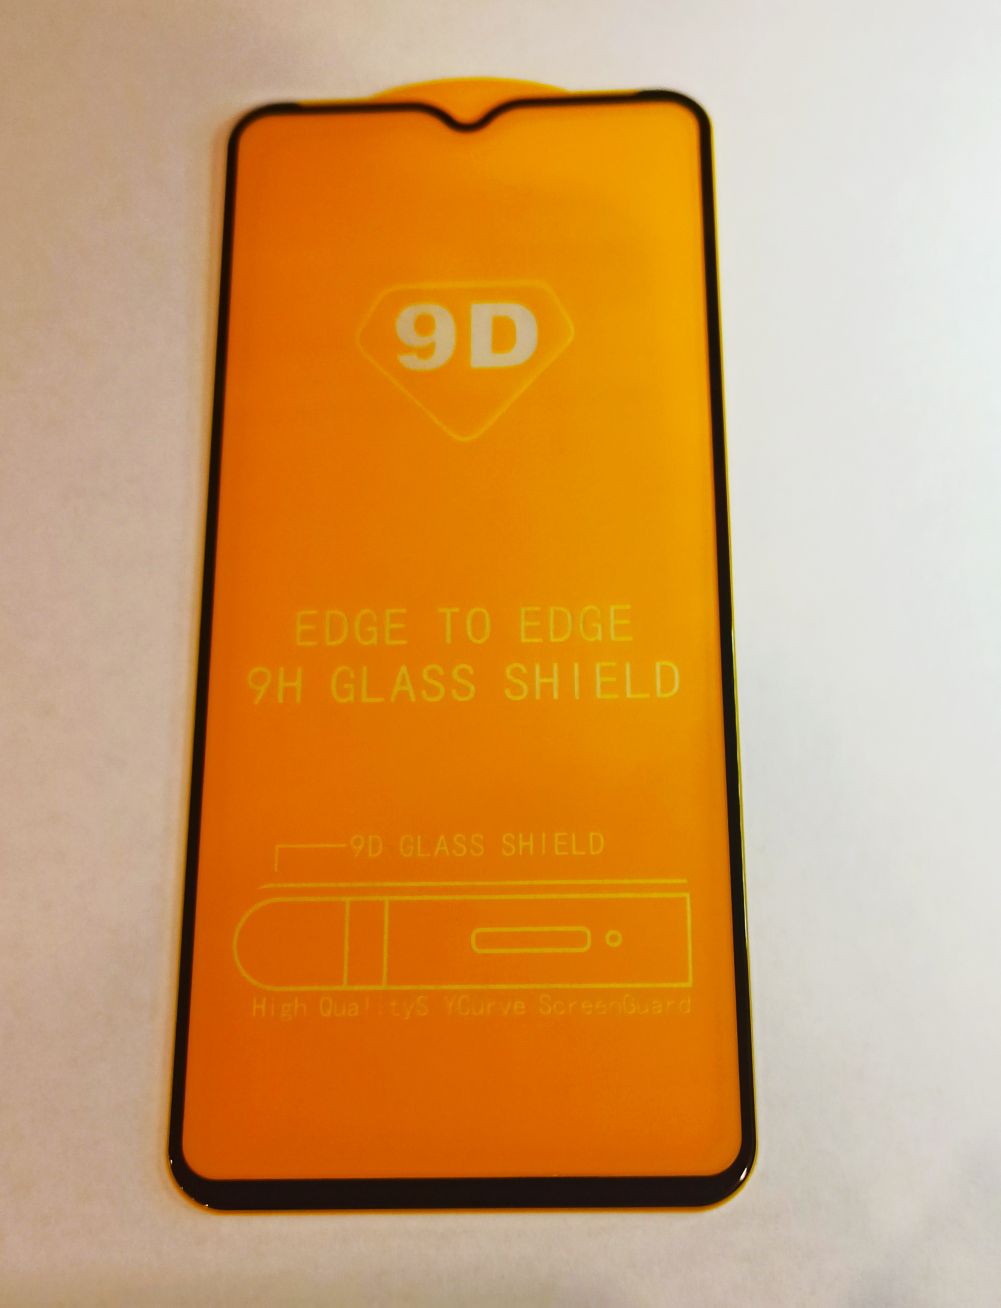 9D
EDGE TO EDGE
9H GLASS SHIELD
9D GLASS SHIELD
High Qual.tyS YCurve ScreenGuard